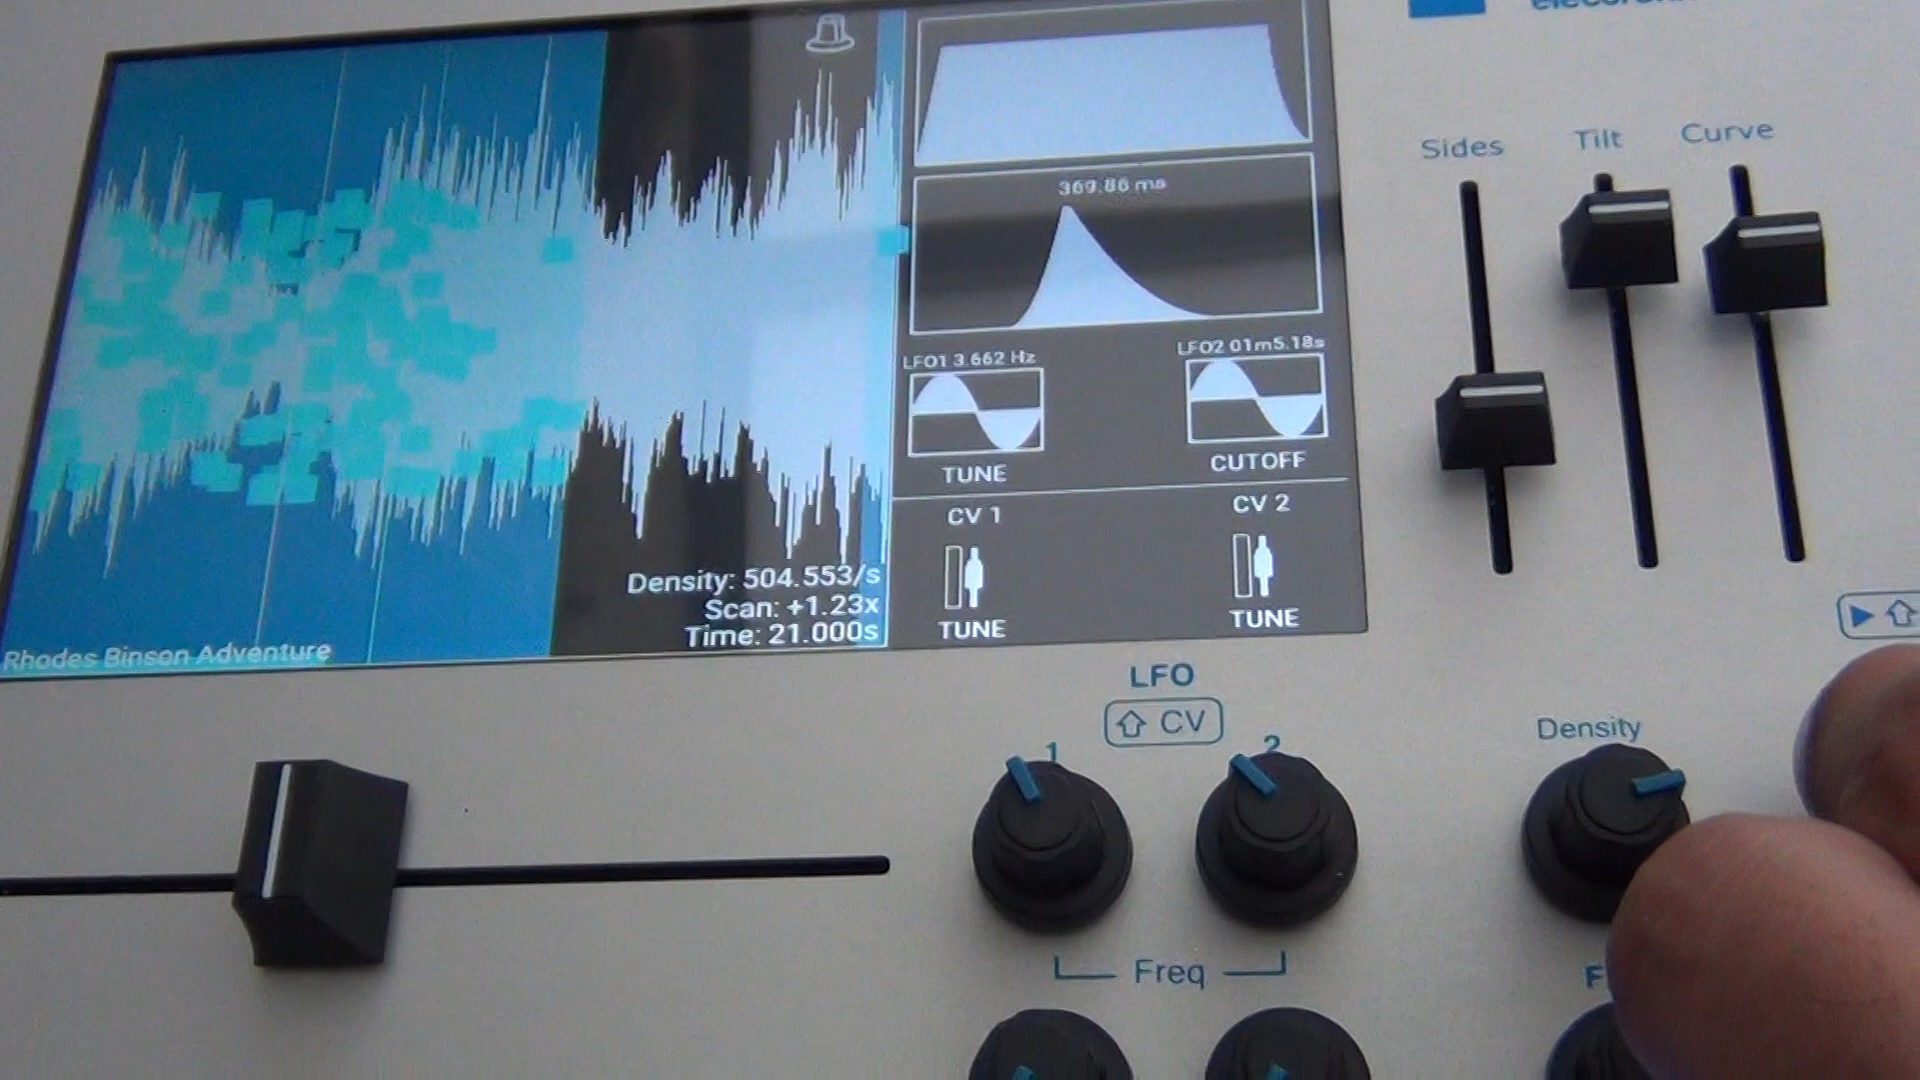 Sides
Tilt
Curve
369.86 ms
LFO1 3.662 Hz
LFO2 01m5.18s
TUNE
CUTOFF
CV 1
CV 2
TUNE
TUNE
Density: 504.553/s
Scan: +1.23x
Time: 21.000s
Rhodes Binson Adventure
LFO
CV
1
2
Density
Freq